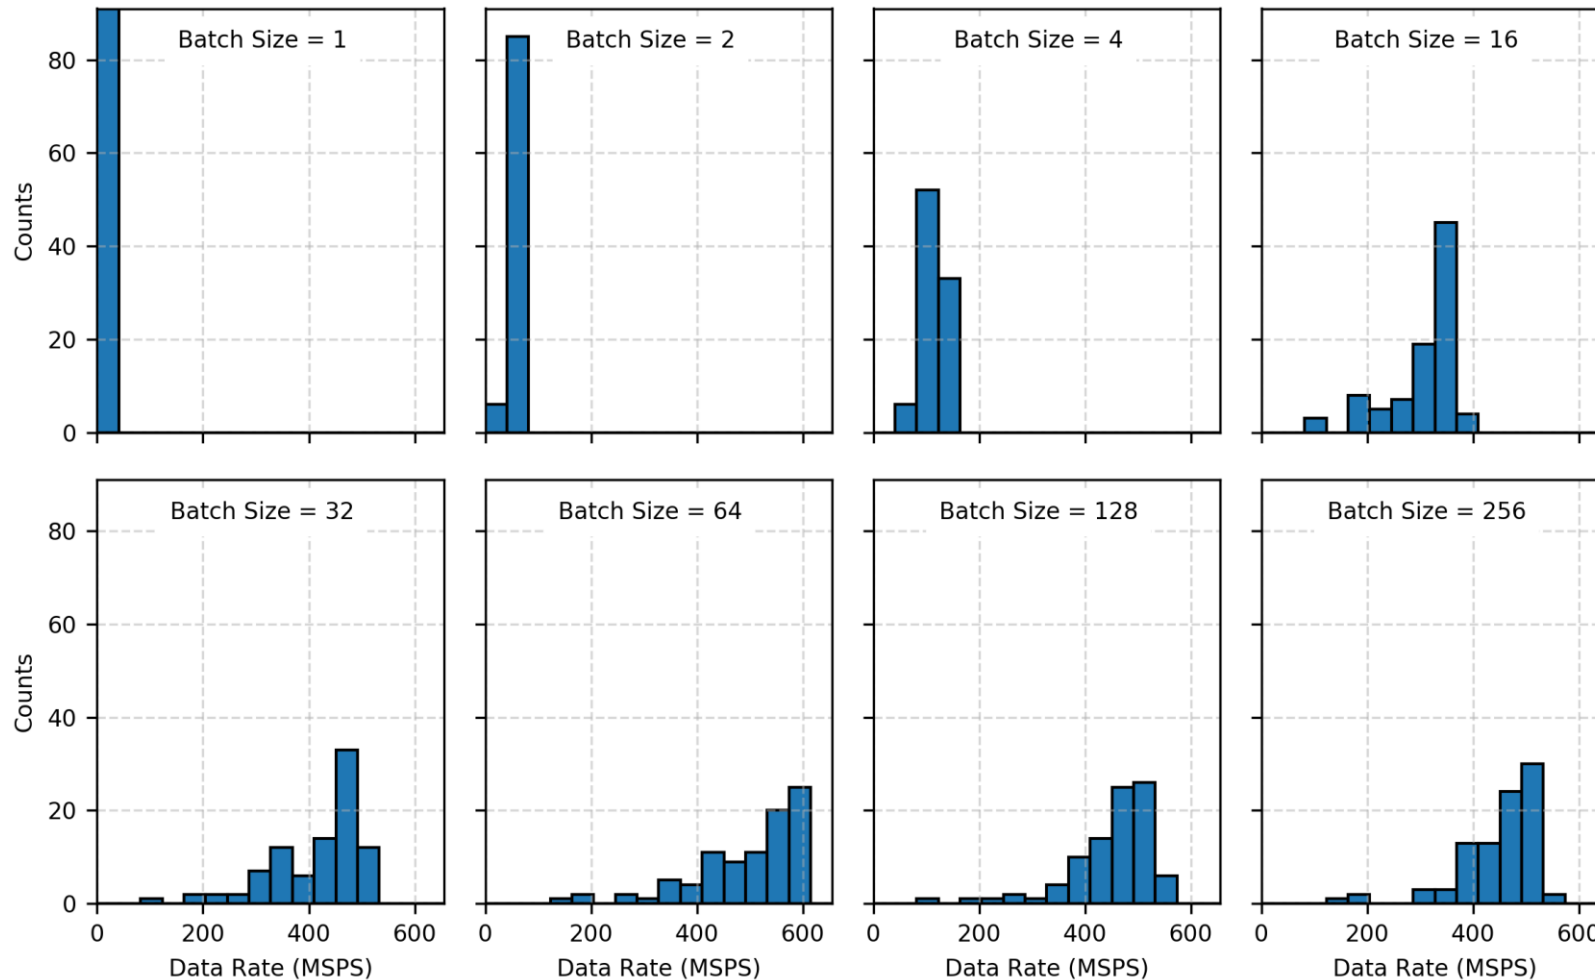 Batch Size = 1
Batch Size = 2
Batch Size = 4
Batch Size = 16
80
60
40
20
0
Counts
0
200
400
600
0
200
400
600
0
200
400
600
0
200
400
600
Batch Size = 32
Batch Size = 64
Batch Size = 128
Batch Size = 256
80
60
40
20
0
Counts
Data Rate (MSPS)
Data Rate (MSPS)
Data Rate (MSPS)
Data Rate (MSPS)